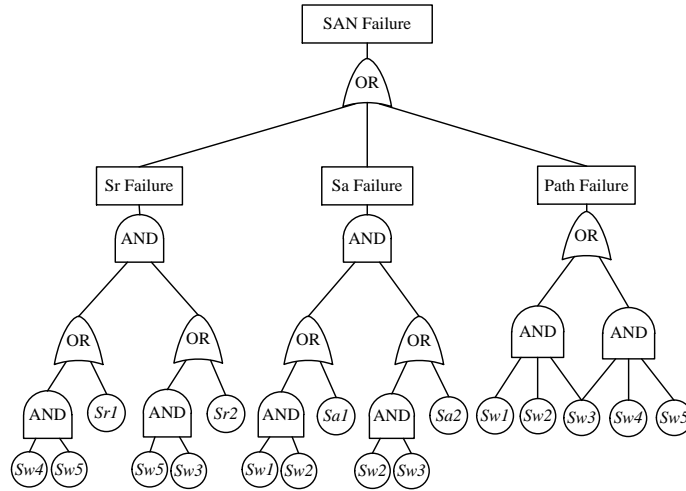 SAN Failure
OR
Sr Failure
Sa Failure
Path Failure
AND
AND
OR
OR
OR
OR
OR
AND
AND
AND
Sr1
AND
Sr2
AND
Sa1
AND
Sa2
Sw1
Sw2
Sw3
Sw4
Sw5
Sw4
Sw5
Sw5
Sw3
Sw1
Sw2
Sw2
Sw3